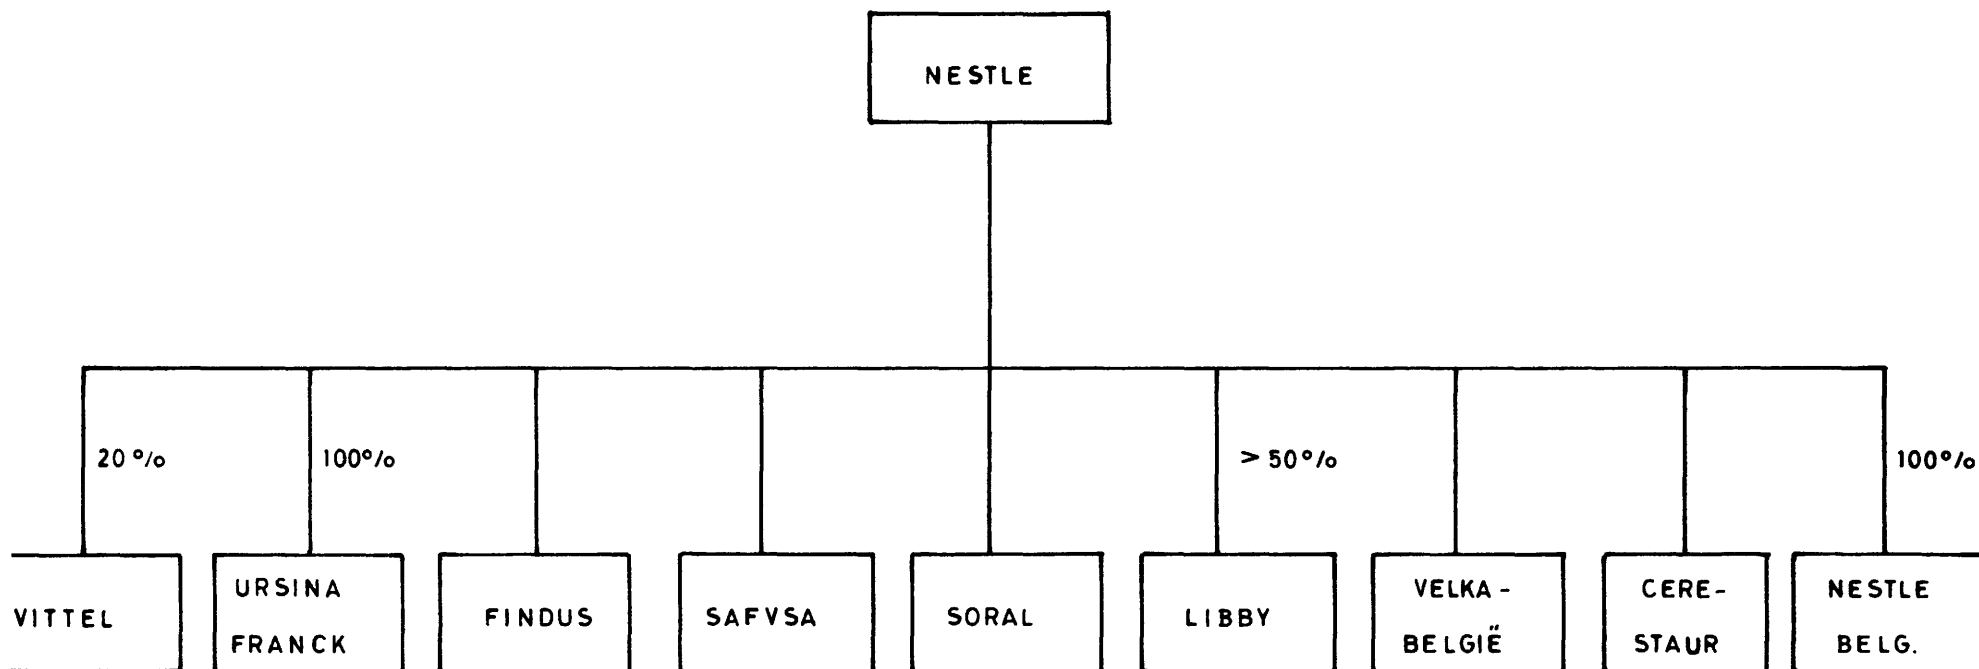 NESTLE
20 % 100% > 50% 100%
VITTEL
URSINA
FRANCK
FINDUS
SAFVSA
SORAL
LIBBY
VELKA-
BELGIË
CERE-
STAUR
NESTLE
BELG.